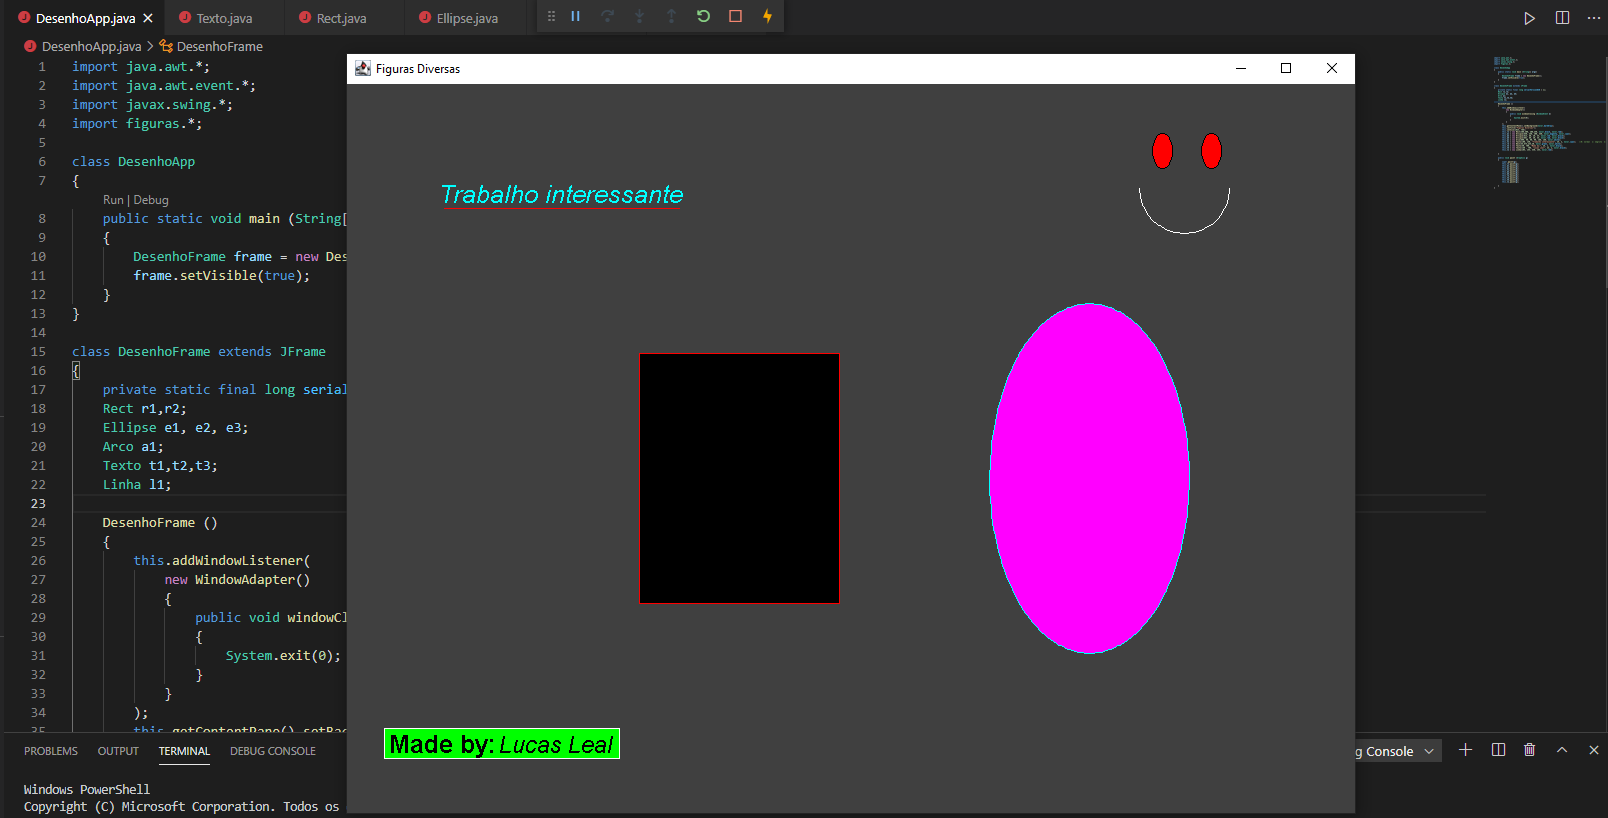 DesenhoApp.java
Texto.java
Rect.java
Ellipse.java
DesenhoApp.java > DesenhoFrame
1 import java.awt.*;
2 import java.awt.event.*;
3 import javax.swing.*;
4 import figuras.*;
5
6 class DesenhoApp
7 {
Run | Debug
8 public static void main (String[
9 {
10 DesenhoFrame frame = new Des
11 frame.setVisible(true);
12 }
13 }
14
15 class DesenhoFrame extends JFrame
16 {
17 private static final long serial
18 Rect r1,r2;
19 Ellipse e1, e2, e3;
20 Arco a1;
21 Texto t1,t2,t3;
22 Linha l1;
23
24 DesenhoFrame ()
25 {
26 this.addWindowListener(
27 new WindowAdapter()
28 {
29 public void windowCl
30 {
31 System.exit(0);
32 }
33 }
34 );
35 this.getContentPane().setBac
Figuras Diversas
Trabalho interessante
Made by: Lucas Leal
PROBLEMS OUTPUT TERMINAL DEBUG CONSOLE
g Console
Windows PowerShell
Copyright (C) Microsoft Corporation. Todos os